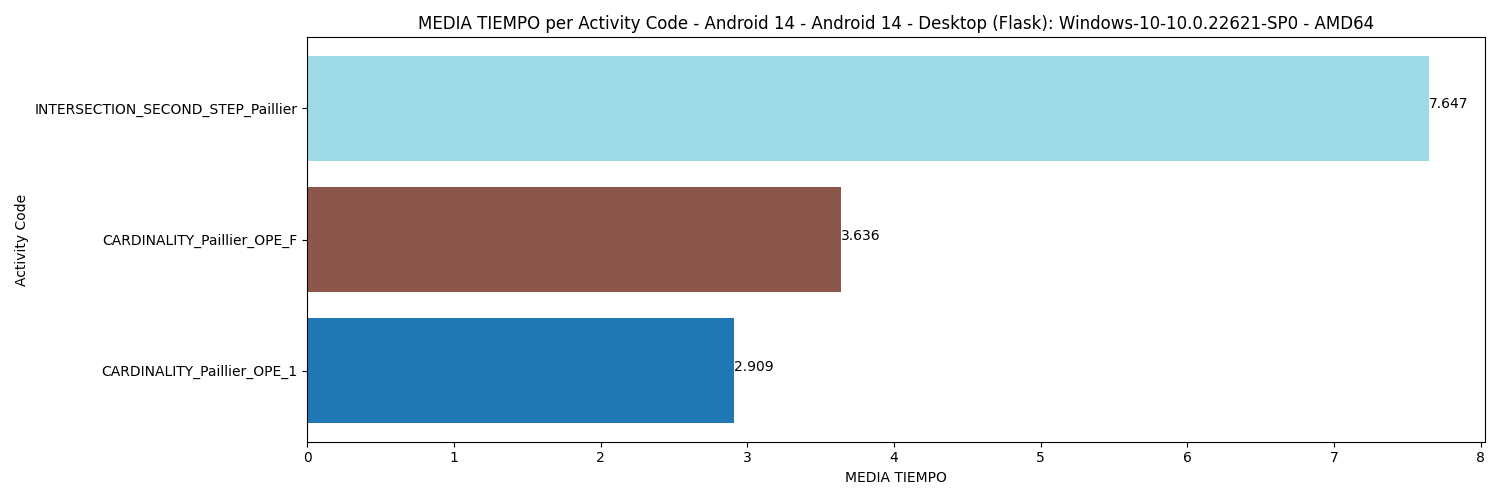 MEDIA TIEMPO per Activity Code - Android 14 - Android 14 - Desktop (Flask): Windows-10-10.0.22621-SP0 - AMD64
INTERSECTION_SECOND_STEP_Paillier
7.647
CARDINALITY_Paillier_OPE_F
3.636
CARDINALITY_Paillier_OPE_1
2.909
Activity Code
0 1 2 3 4 5 6 7 8
MEDIA TIEMPO